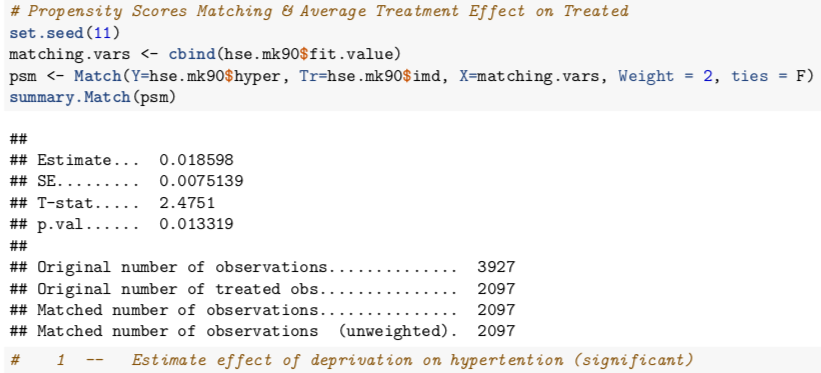 # Propensity Scores Matching & Average Treatment Effect on Treated
set.seed(11)
matching.vars <- cbind(hse.mk90$fit.value)
psm <- Match(Y=hse.mk90$hyper, Tr=hse.mk90$imd, X=matching.vars, Weight = 2, ties = F)
summary.Match(psm)
##
## Estimate... 0.018598
## SE......... 0.0075139
## T-stat..... 2.4751
## p.val...... 0.013319
##
## Original number of observations.............. 3927
## Original number of treated obs............... 2097
## Matched number of observations............... 2097
## Matched number of observations (unweighted). 2097
# 1 -- Estimate effect of deprivation on hypertention (significant)